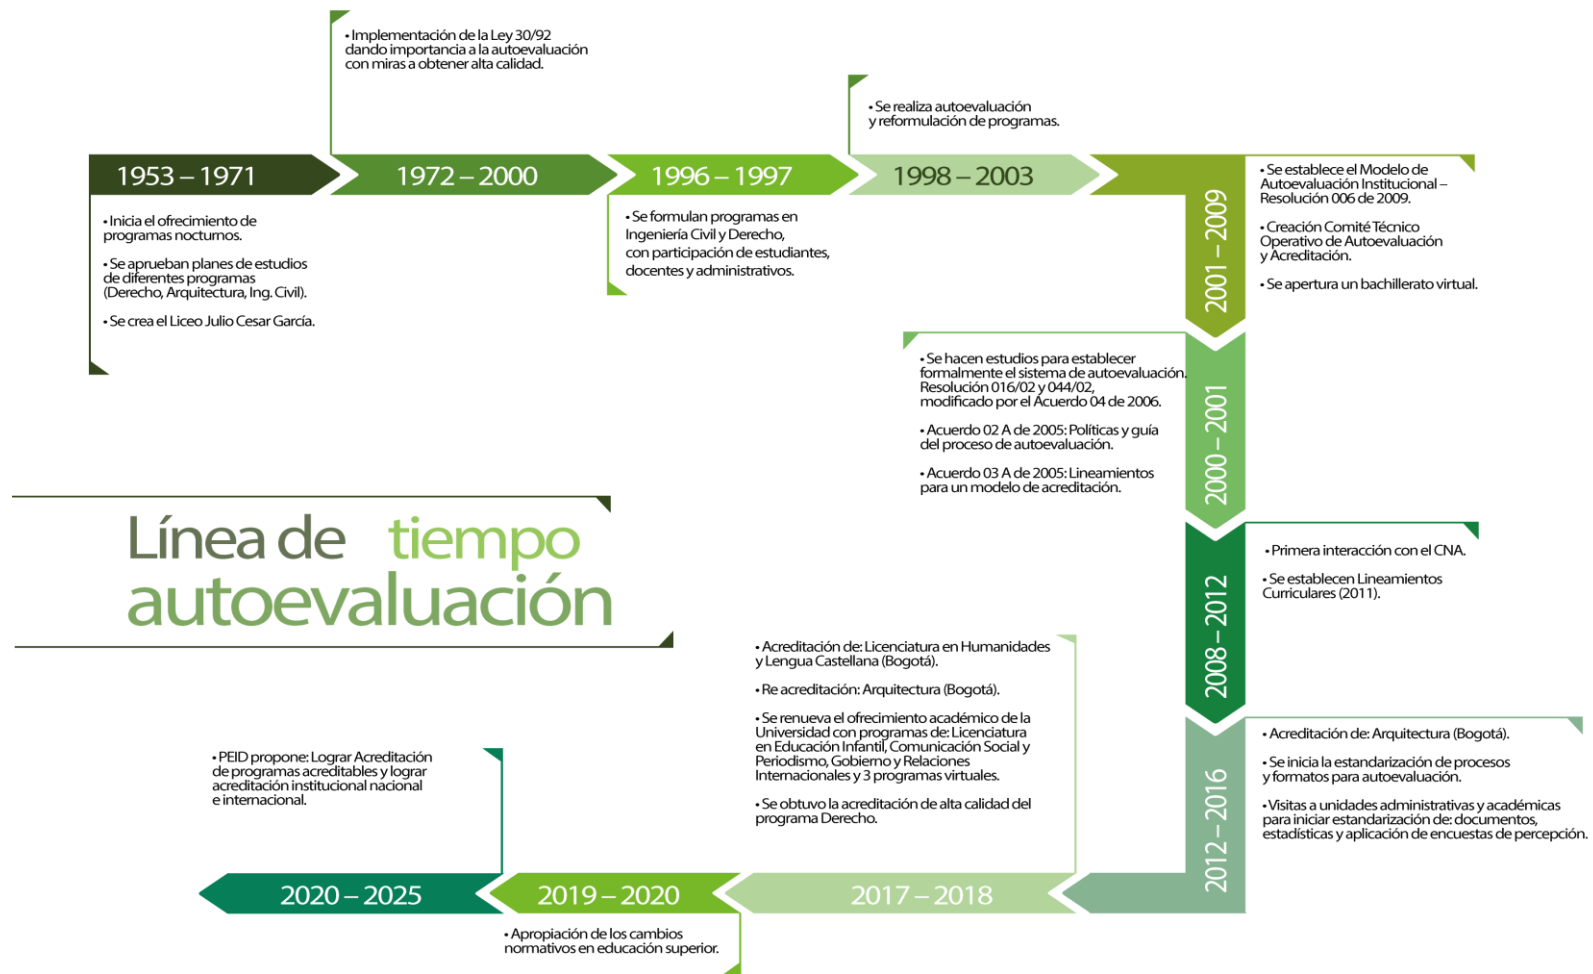 • Implementación de la Ley 30/92
dando importancia a la autoevaluación
con miras a obtener alta calidad.
• Se realiza autoevaluación
y reformulación de programas.
1953 – 1971
1972 – 2000
1996 – 1997
1998 – 2003
• Inicia el ofrecimiento de
programas nocturnos.
• Se aprueban planes de estudios
de diferentes programas
(Derecho, Arquitectura, Ing. Civil).
• Se crea el Liceo Julio Cesar García.
• Se formulan programas en
Ingeniería Civil y Derecho,
con participación de estudiantes,
docentes y administrativos.
2001 – 2009
• Se establece el Modelo de
Autoevaluación Institucional –
Resolución 006 de 2009.
• Creación Comité Técnico
Operativo de Autoevaluación
y Acreditación.
• Se apertura un bachillerato virtual.
2000 – 2001
• Se hacen estudios para establecer
formalmente el sistema de autoevaluación.
Resolución 016/02 y 044/02,
modificado por el Acuerdo 04 de 2006.
• Acuerdo 02 A de 2005: Políticas y guía
del proceso de autoevaluación.
• Acuerdo 03 A de 2005: Lineamientos
para un modelo de acreditación.
Línea de tiempo
autoevaluación
2008 – 2012
• Primera interacción con el CNA.
• Se establecen Lineamientos
Curriculares (2011).
2012 – 2016
• Acreditación de: Arquitectura (Bogotá).
• Se inicia la estandarización de procesos
y formatos para autoevaluación.
• Visitas a unidades administrativas y académicas
para iniciar estandarización de: documentos,
estadísticas y aplicación de encuestas de percepción.
• Acreditación de: Licenciatura en Humanidades
y Lengua Castellana (Bogotá).
• Re acreditación: Arquitectura (Bogotá).
• Se renueva el ofrecimiento académico de la
Universidad con programas de: Licenciatura
en Educación Infantil, Comunicación Social y
Periodismo, Gobierno y Relaciones
Internacionales y 3 programas virtuales.
• Se obtuvo la acreditación de alta calidad del
programa Derecho.
2017 – 2018
2019 – 2020
• Apropiación de los cambios
normativos en educación superior.
• PEID propone: Lograr Acreditación
de programas acreditables y lograr
acreditación institucional nacional
e internacional.
2020 – 2025